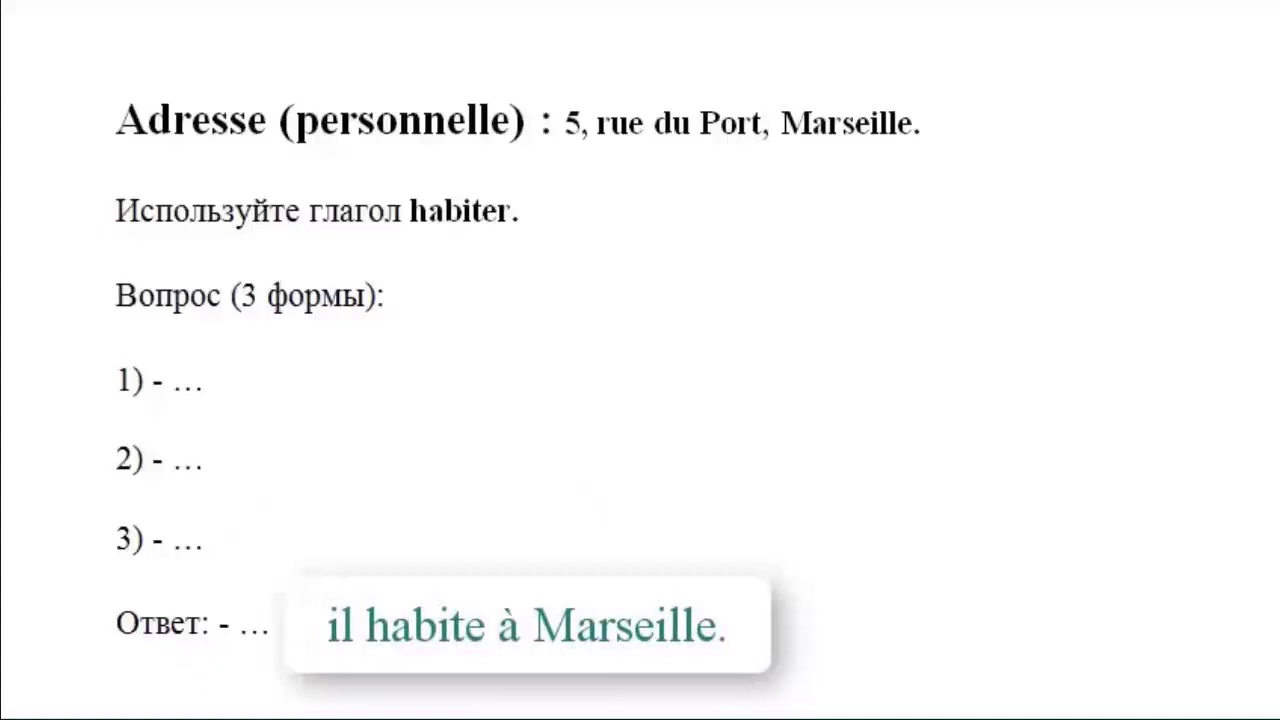 Adresse (personnelle) : 5, rue du Port, Marseille.
Используйте глагол habiter.
Вопрос (3 формы):
1) - …
2) - …
3) - …
Ответ: - … il habite à Marseille.